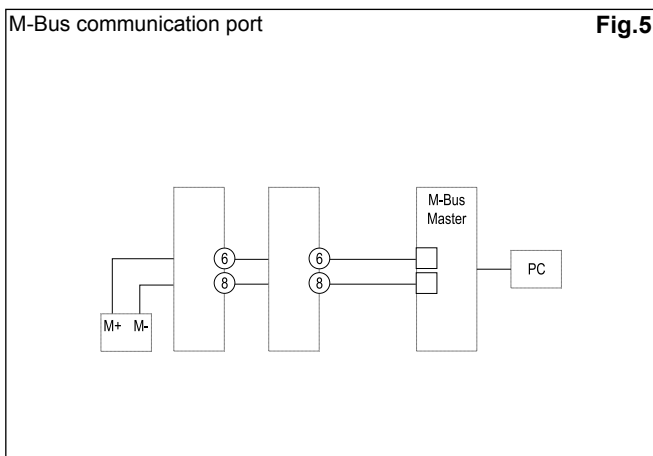 M-Bus communication port
Fig.5
M-Bus
Master
6
6
8
8
PC
M+ M-